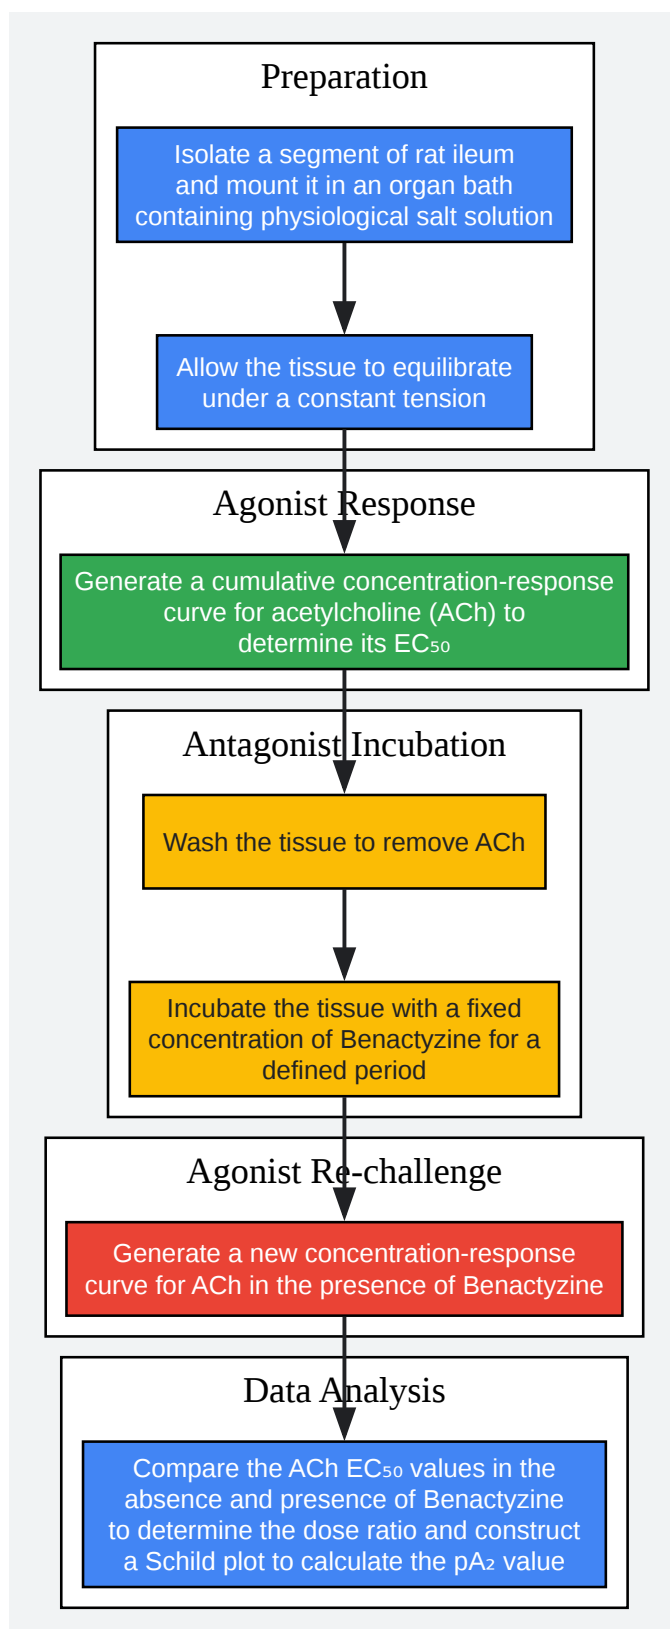 Preparation
Isolate a segment of rat ileum
and mount it in an organ bath
containing physiological salt solution
Allow the tissue to equilibrate
under a constant tension
Agonist Response
Generate a cumulative concentration-response
curve for acetylcholine (ACh) to
determine its EC₅₀
Antagonist Incubation
Wash the tissue to remove ACh
Incubate the tissue with a fixed
concentration of Benactyzine for a
defined period
Agonist Re-challenge
Generate a new concentration-response
curve for ACh in the presence of Benactyzine
Data Analysis
Compare the ACh EC₅₀ values in the
absence and presence of Benactyzine
to determine the dose ratio and construct
a Schild plot to calculate the pA₂ value